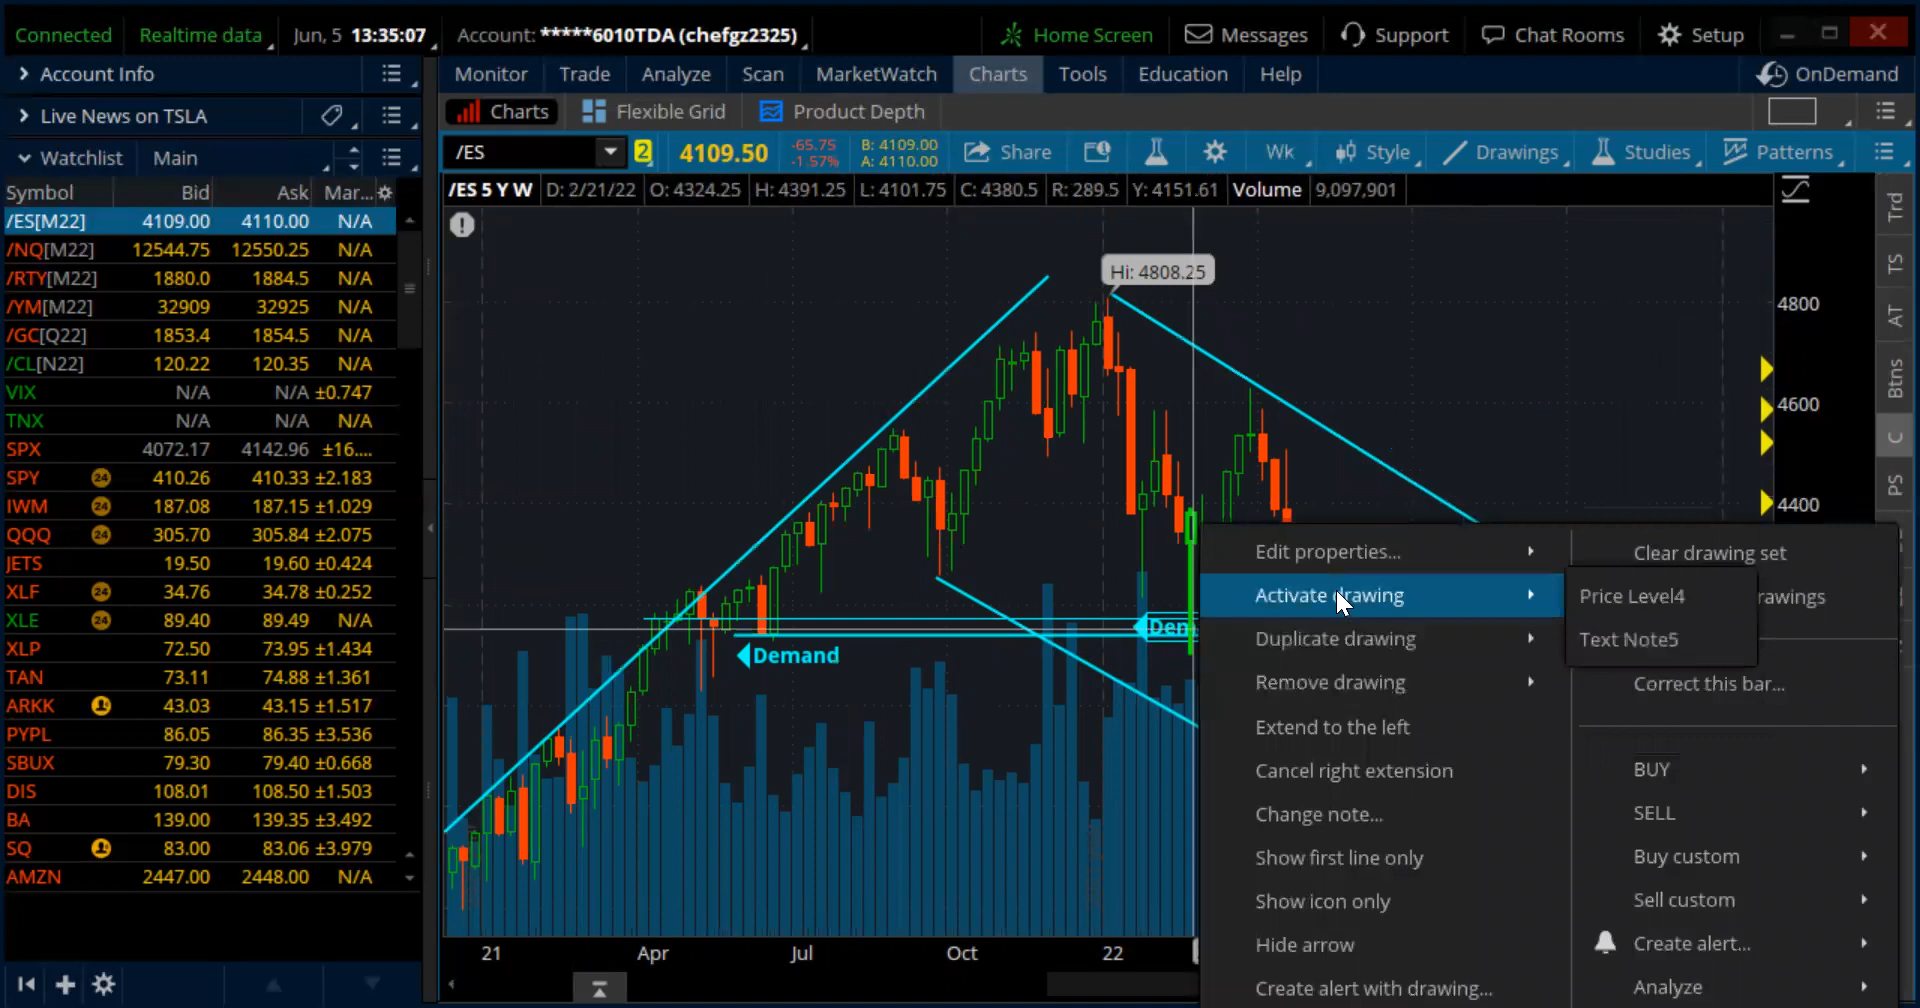 Connected Realtime data Jun, 5 13:35:07 Account: *****6010TDA (chefgz2325) Home Screen Messages Support Chat Rooms Setup
Account Info
Monitor Trade Analyze Scan MarketWatch Charts Tools Education Help OnDemand
Live News on TSLA
Charts Flexible Grid Product Depth
Watchlist Main
/ES 2 4109.50 -65.75 -1.57% B: 4109.00 A: 4110.00 Share Wk Style Drawings Studies Patterns
Symbol Bid Ask Mar...
/ES 5 Y W D: 2/21/22 O: 4324.25 H: 4391.25 L: 4101.75 C: 4380.5 R: 289.5 Y: 4151.61 Volume 9,097,901
/ES[M22] 4109.00 4110.00 N/A
/NQ[M22] 12544.75 12550.25 N/A
/RTY[M22] 1880.0 1884.5 N/A
/YM[M22] 32909 32925 N/A
/GC[Q22] 1853.4 1854.5 N/A
/CL[N22] 120.22 120.35 N/A
VIX N/A N/A ±0.747
TNX N/A N/A N/A
SPX 4072.17 4142.96 ±16....
SPY 24 410.26 410.33 ±2.183
IWM 24 187.08 187.15 ±1.029
QQQ 24 305.70 305.84 ±2.075
JETS 19.50 19.60 ±0.424
XLF 24 34.76 34.78 ±0.252
XLE 24 89.40 89.49 N/A
XLP 72.50 73.95 ±1.434
TAN 73.11 74.88 ±1.361
ARKK 43.03 43.15 ±1.517
PYPL 86.05 86.35 ±3.536
SBUX 79.30 79.40 ±0.668
DIS 108.01 108.50 ±1.503
BA 139.00 139.35 ±3.492
SQ 83.00 83.06 ±3.979
AMZN 2447.00 2448.00 N/A
Hi: 4808.25
4800
4600
4400
Demand
Dem
21 Apr Jul Oct 22
Trd
TS
AT
Btns
C
PS
Edit properties...
Activate drawing
Duplicate drawing
Remove drawing
Extend to the left
Cancel right extension
Change note...
Show first line only
Show icon only
Hide arrow
Create alert with drawing...
Price Level4
Text Note5
Clear drawing set
rawings
Correct this bar...
BUY
SELL
Buy custom
Sell custom
Create alert...
Analyze